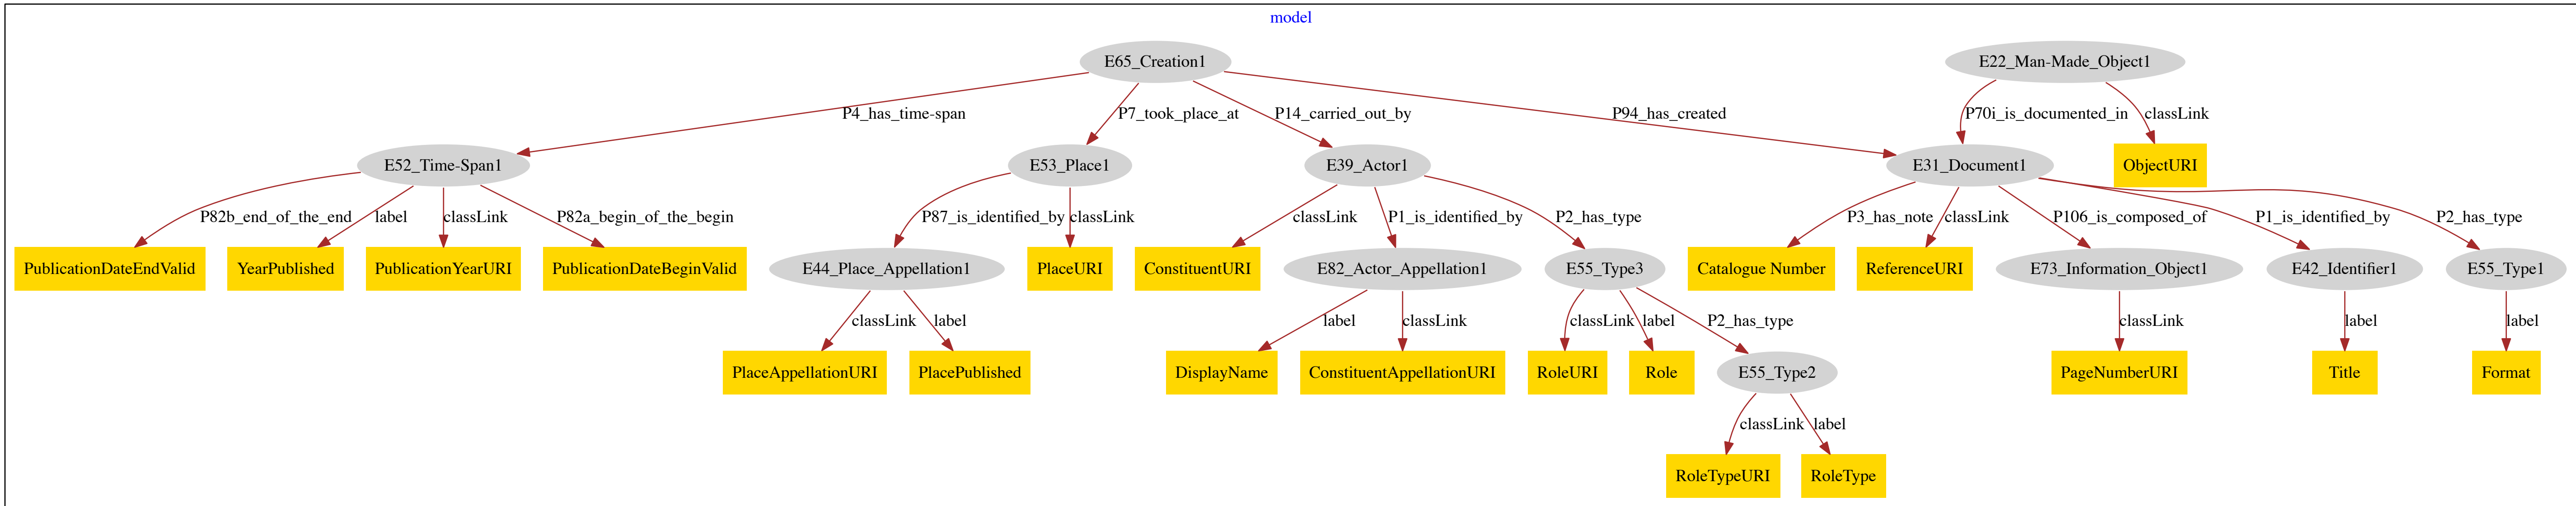 model
E65_Creation1
E22_Man-Made_Object1
P4_has_time-span
P7_took_place_at
P14_carried_out_by
P94_has_created
P70i_is_documented_in
classLink
E52_Time-Span1
E53_Place1
E39_Actor1
E31_Document1
ObjectURI
P82b_end_of_the_end
label
classLink
P82a_begin_of_the_begin
P87_is_identified_by
classLink
classLink
P1_is_identified_by
P2_has_type
P3_has_note
classLink
P106_is_composed_of
P1_is_identified_by
P2_has_type
PublicationDateEndValid
YearPublished
PublicationYearURI
PublicationDateBeginValid
E44_Place_Appellation1
PlaceURI
ConstituentURI
E82_Actor_Appellation1
E55_Type3
Catalogue Number
ReferenceURI
E73_Information_Object1
E42_Identifier1
E55_Type1
classLink
label
label
classLink
classLink
label
P2_has_type
classLink
label
label
PlaceAppellationURI
PlacePublished
DisplayName
ConstituentAppellationURI
RoleURI
Role
E55_Type2
PageNumberURI
Title
Format
classLink
label
RoleTypeURI
RoleType